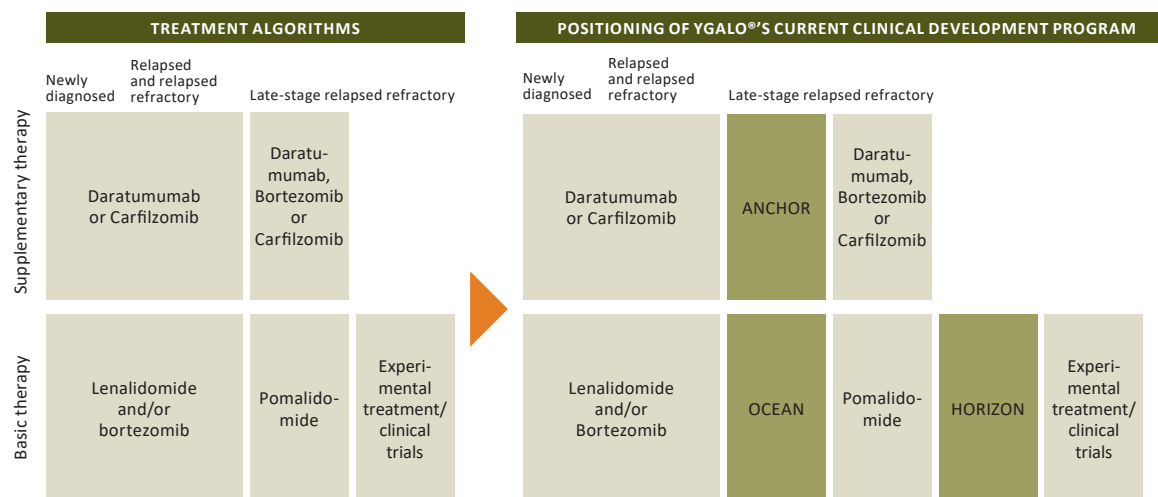 TREATMENT ALGORITHMS
Newly
diagnosed
Relapsed
and relapsed
refractory
Late-stage relapsed refractory
Supplementary therapy
Daratumumab
or Carfilzomib
Daratu-
mumab,
Bortezomib
or
Carfilzomib
Basic therapy
Lenalidomide
and/or
bortezomib
Pomalido-
mide
Experi-
mental
treatment/
clinical
trials
POSITIONING OF YGALO®'S CURRENT CLINICAL DEVELOPMENT PROGRAM
Newly
diagnosed
Relapsed
and relapsed
refractory
Late-stage relapsed refractory
Daratumumab
or Carfilzomib
ANCHOR
Daratu-
mumab,
Bortezomib
or
Carfilzomib
Lenalidomide
and/or
Bortezomib
OCEAN
Pomalido-
mide
HORIZON
Experi-
mental
treatment/
clinical
trials